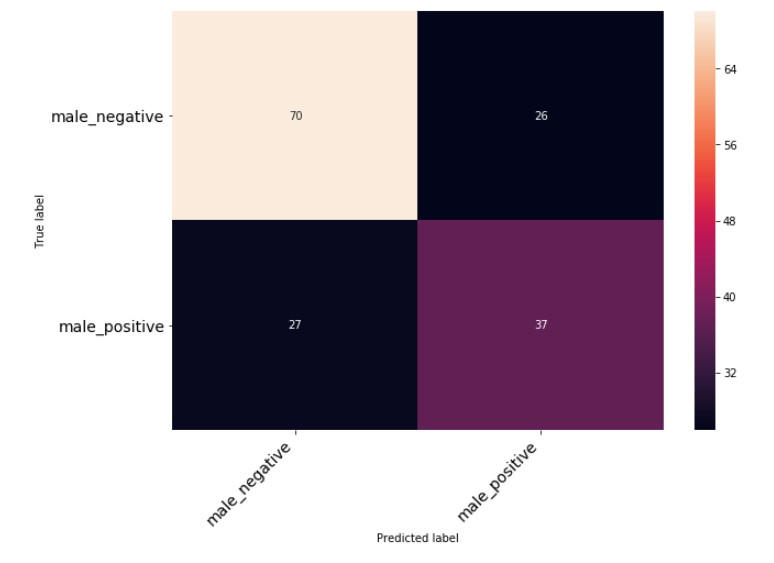 64
male_negative
70
26
56
True label
48
40
male_positive
27
37
32
male_negative
male_positive
Predicted label